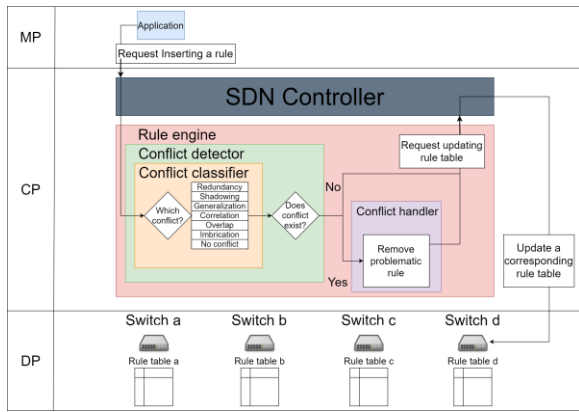 MP
Application
Request Inserting a rule
CP
SDN Controller
Rule engine
Conflict detector
Conflict classifier
Which
conflict?
Redundancy
Shadowing
Generalization
Correlation
Overlap
Imbrication
No conflict
Does
conflict
exist?
No
Yes
Request updating
rule table
Conflict handler
Remove
problematic
rule
Update a
corresponding
rule table
DP
Switch a
Switch b
Switch c
Switch d
Rule table a
Rule table b
Rule table c
Rule table d